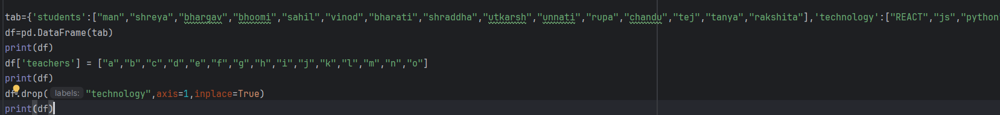 tab={'students':["man","shreya","bhargav","bhoomi","sahil","vinod","bharati","shraddha","utkarsh","unnati","rupa","chandu","tej","tanya","rakshita"],'technology':["REACT","js","python"
df=pd.DataFrame(tab)
print(df)
df['teachers'] = ["a","b","c","d","e","f","g","h","i","j","k","l","m","n","o"]
print(df)
df.drop( labels: "technology",axis=1,inplace=True)
print(df)